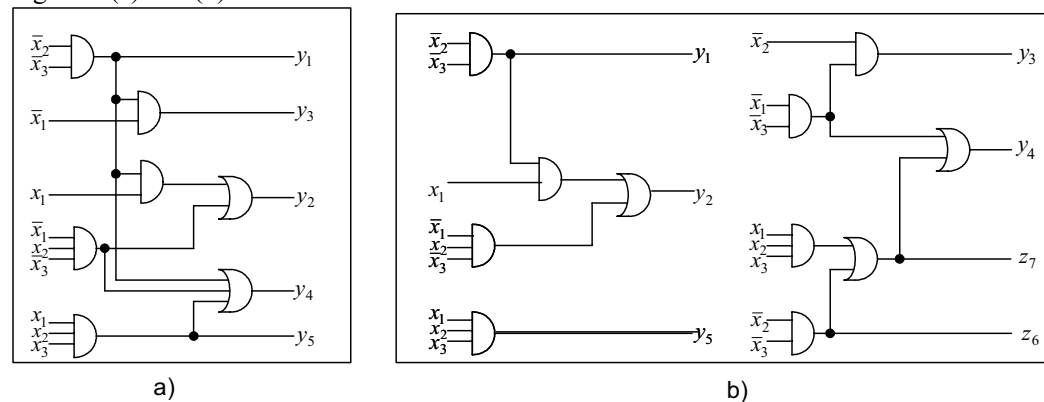 x̄₂
x̄₃
y₁
x̄₁
y₃
x₁
y₂
x̄₁
x₂
x̄₃
y₄
x₁
x₂
x₃
y₅
a)
x̄₂
x̄₃
y₁
x₁
y₂
x̄₁
x₂
x̄₃
x₁
x₂
x₃
y₅
x̄₂
y₃
x̄₁
x̄₃
y₄
x₁
x₂
x₃
z₇
x̄₂
x̄₃
z₆
b)